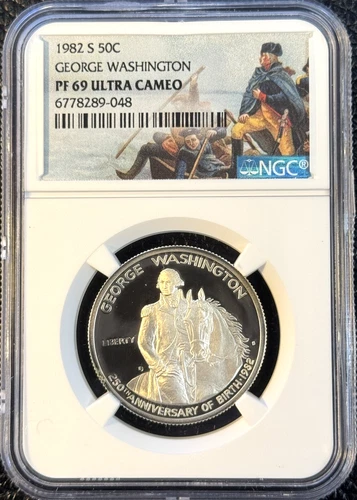 1982 S 50C
GEORGE WASHINGTON
PF 69 ULTRA CAMEO
6778289-048
NGC®
GEORGE WASHINGTON
LIBERTY
S
250TH ANNIVERSARY OF BIRTH·1982